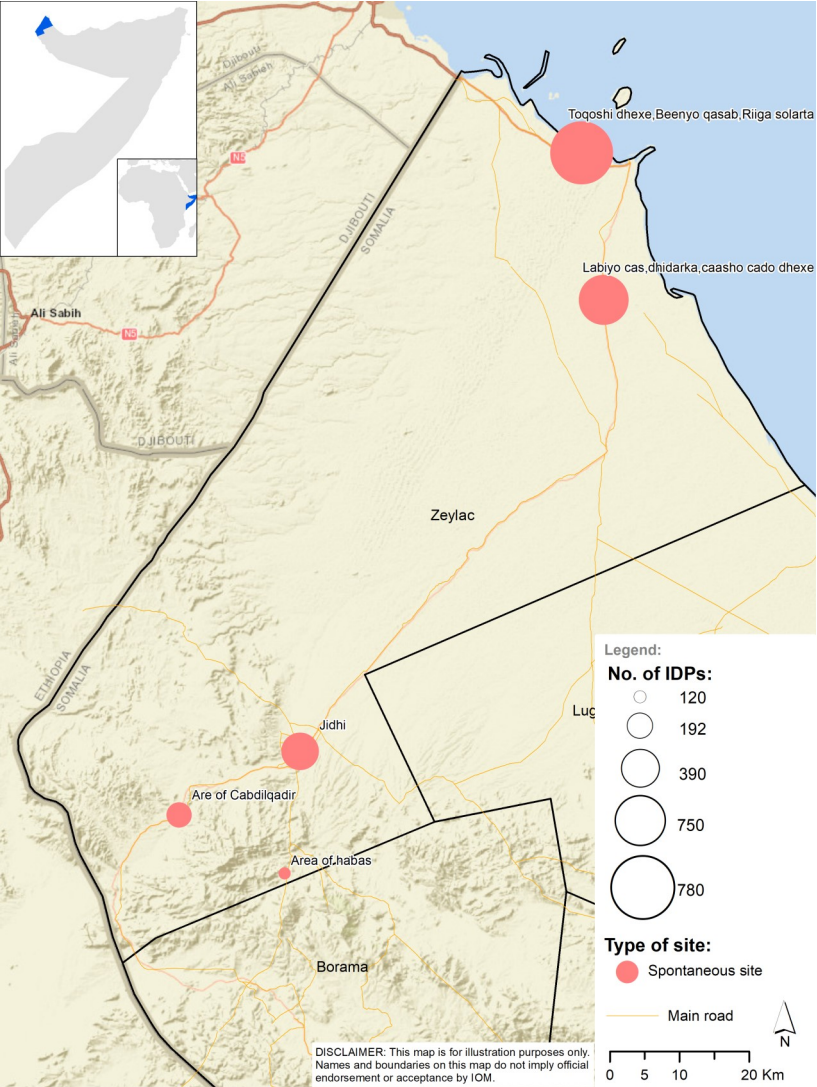 Djibouti
Ali Sabieh
N5
Toqoshi dhexe,Beenyo qasab,Riiga solarta
DJIBOUTI
SOMALIA
Labiyo cas,dhidarka,caasho cado dhexe
Ali Sabih
N5
DJIBOUTI
Zeylac
ETHIOPIA
SOMALIA
Lug
Jidhi
Are of Cabdilqadir
Area of habas
Borama
Legend:
No. of IDPs:
120
192
390
750
780
Type of site:
Spontaneous site
Main road
N
0 5 10 20 Km
DISCLAIMER: This map is for illustration purposes only.
Names and boundaries on this map do not imply official
endorsement or acceptance by IOM.